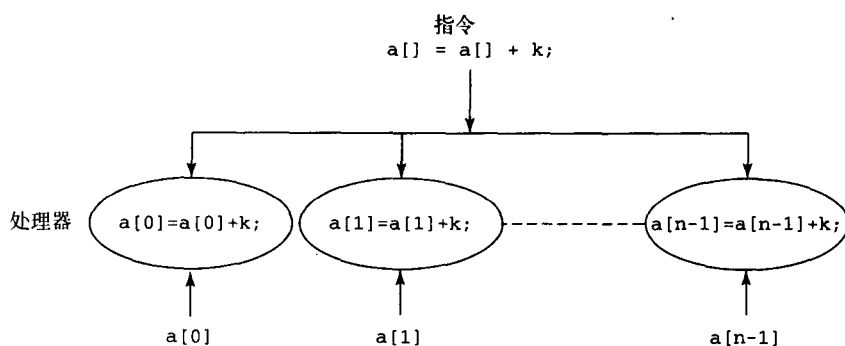 指令
a[] = a[] + k;
处理器
a[0]=a[0]+k;
a[1]=a[1]+k;
a[n-1]=a[n-1]+k;
a[0]
a[1]
a[n-1]